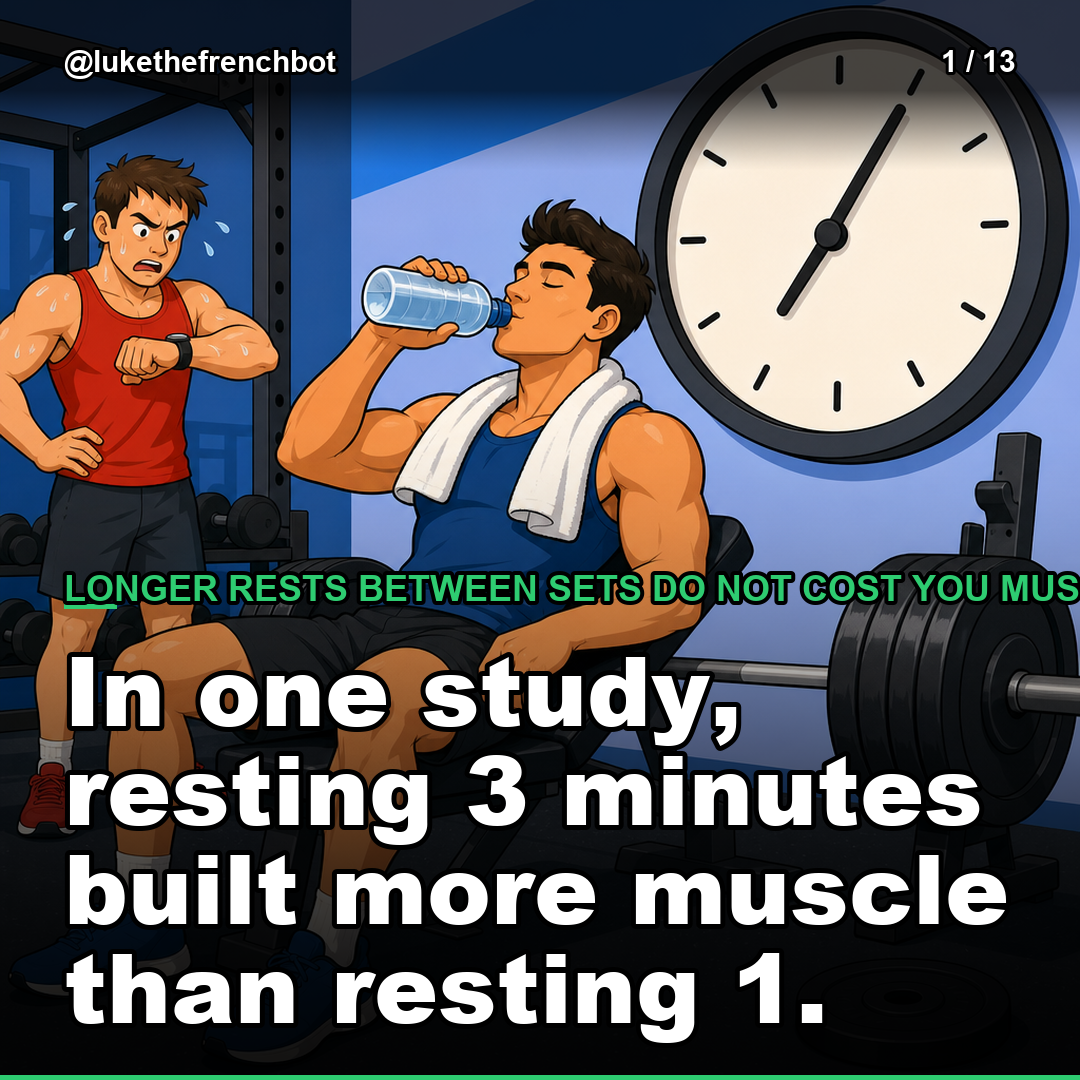 @lukethefrenchbot
1 / 13
LONGER RESTS BETWEEN SETS DO NOT COST YOU MUS
In one study,
resting 3 minutes
built more muscle
than resting 1.